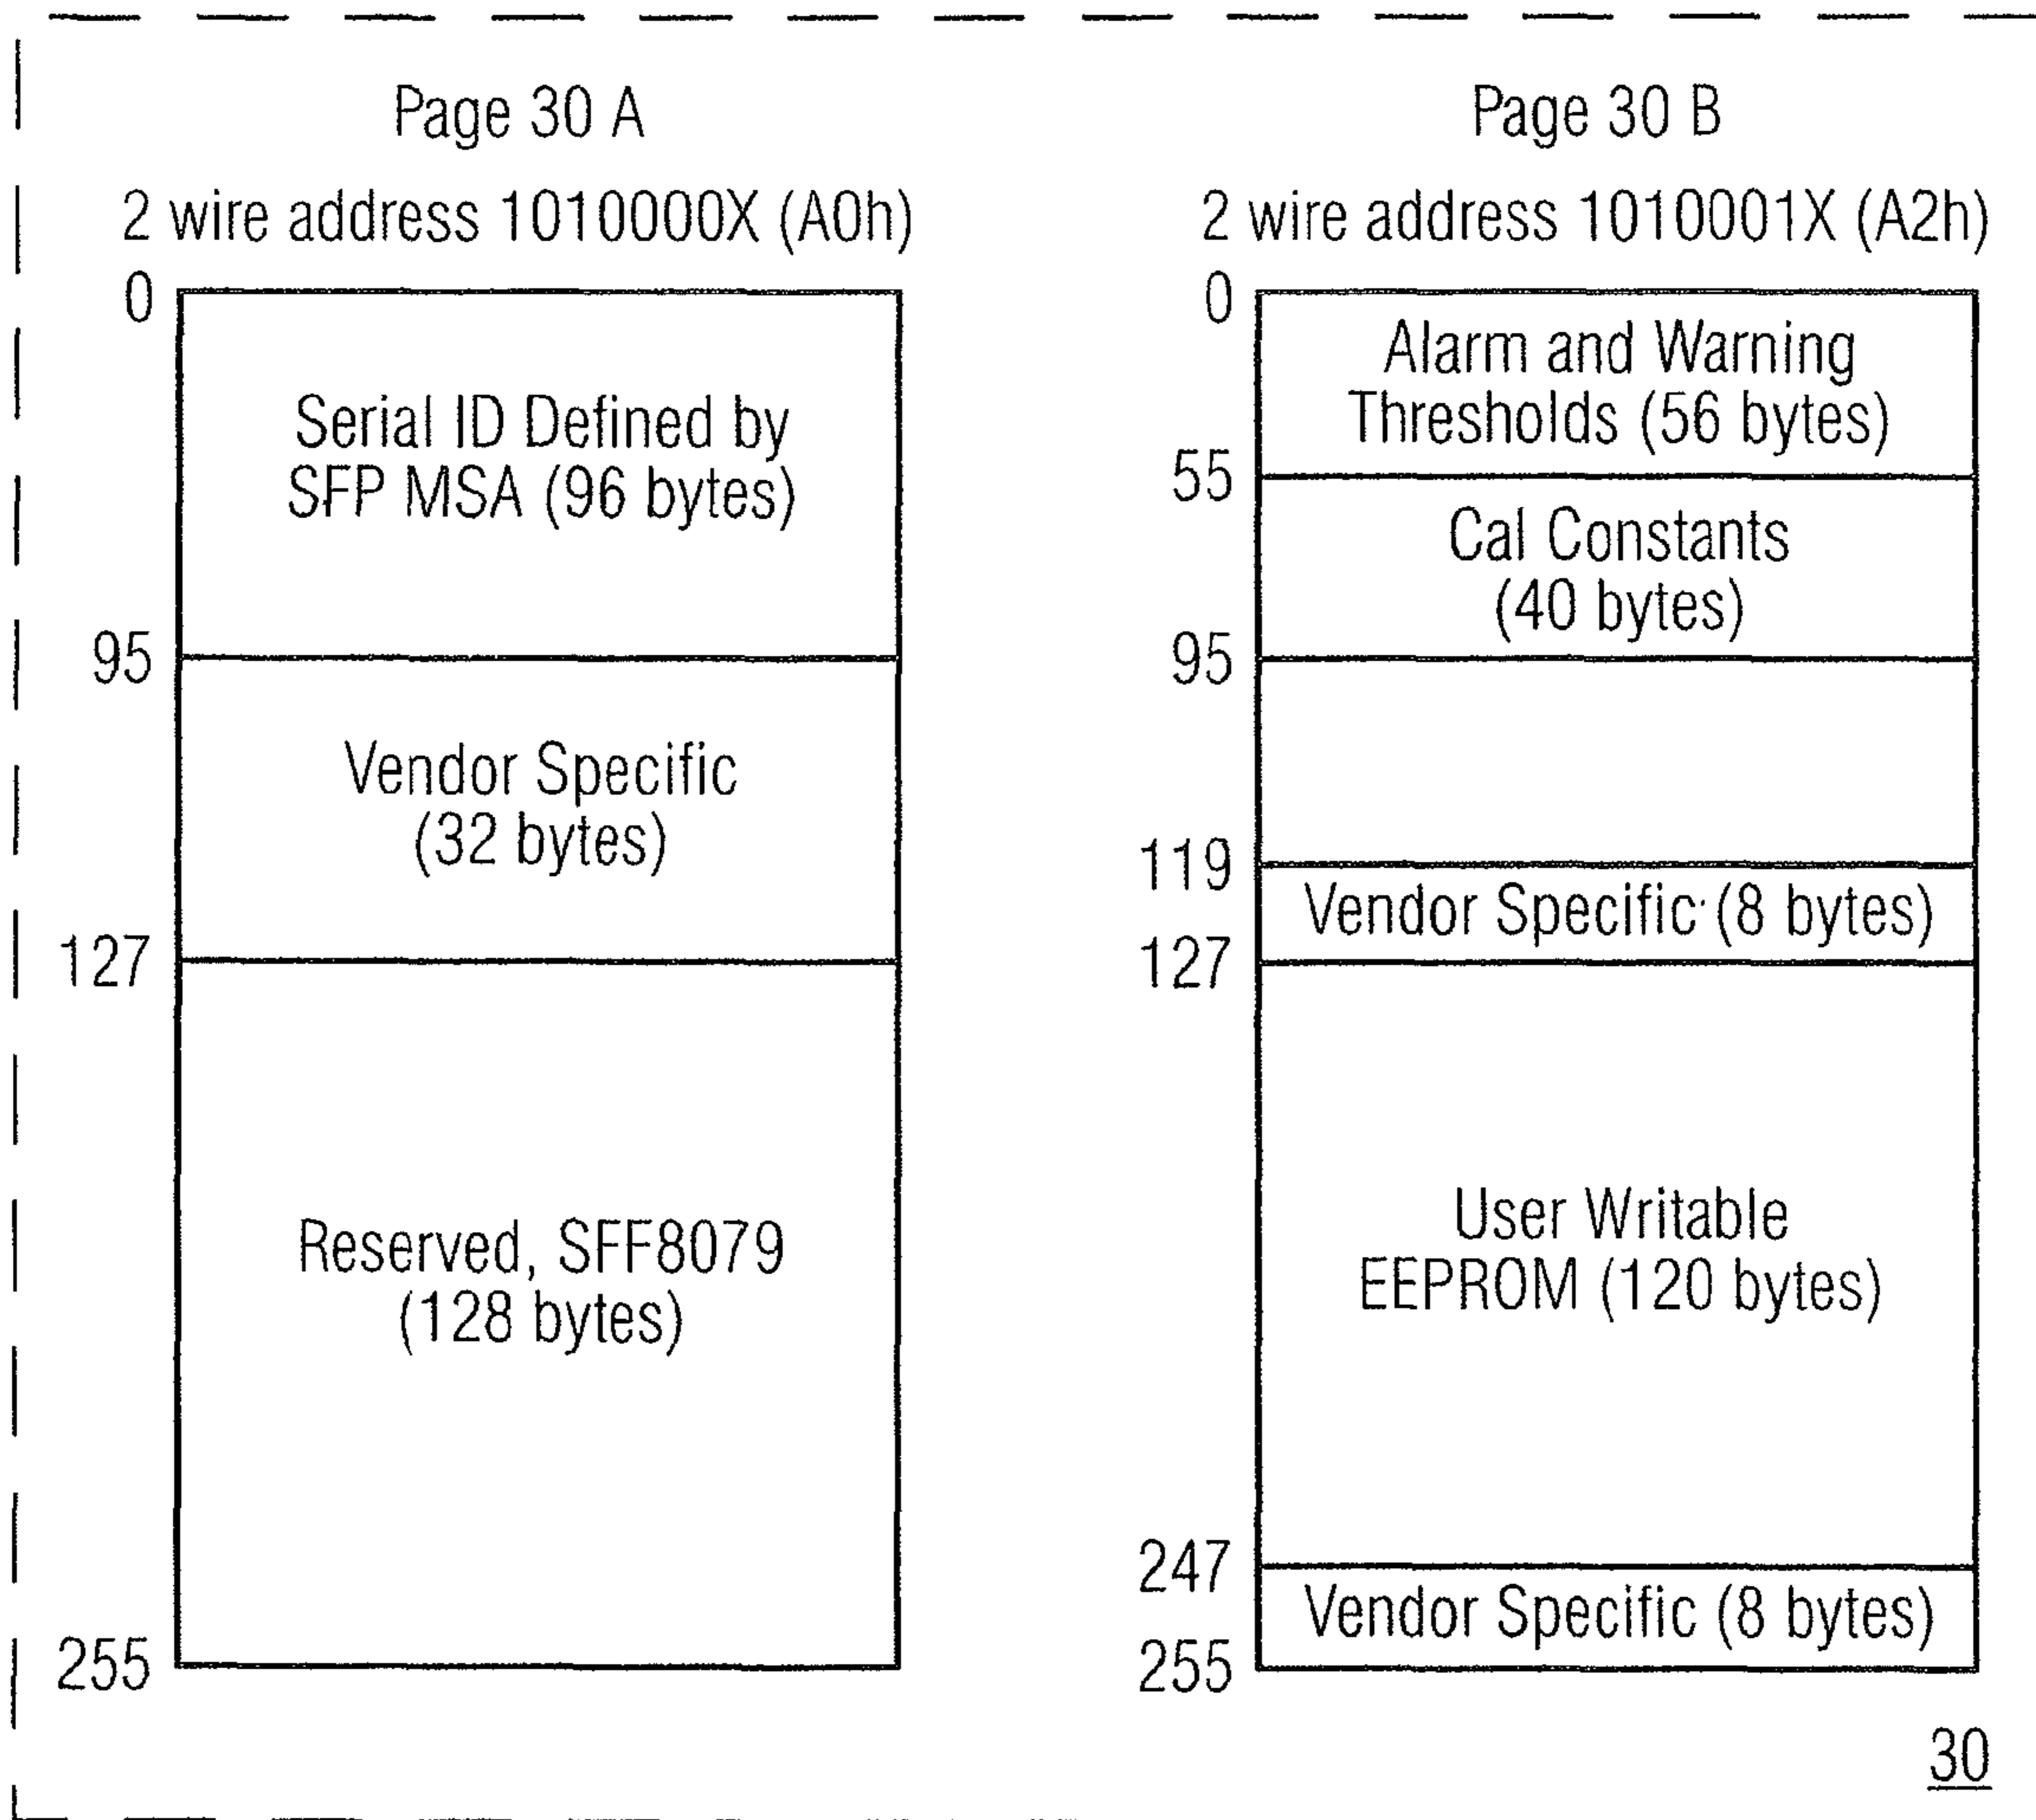 Page 30 A
2 wire address 1010000X (A0h)
0
Serial ID Defined by
SFP MSA (96 bytes)
95
Vendor Specific
(32 bytes)
127
Reserved, SFF8079
(128 bytes)
255
Page 30 B
2 wire address 1010001X (A2h)
0
Alarm and Warning
Thresholds (56 bytes)
55
Cal Constants
(40 bytes)
95
119
Vendor Specific (8 bytes)
127
User Writable
EEPROM (120 bytes)
247
Vendor Specific (8 bytes)
255
30